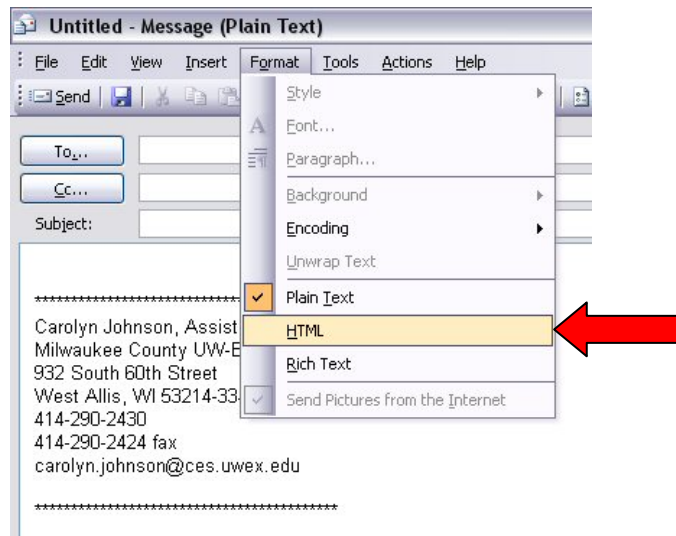 Untitled - Message (Plain Text)
File Edit View Insert Format Tools Actions Help
Send
Style
Font...
Paragraph...
Background
Encoding
Unwrap Text
Plain Text
HTML
Rich Text
Send Pictures from the Internet
To...
Cc...
Subject:
******************************
Carolyn Johnson, Assist
Milwaukee County UW-E
932 South 60th Street
West Allis, WI 53214-33
414-290-2430
414-290-2424 fax
carolyn.johnson@ces.uwex.edu
******************************************